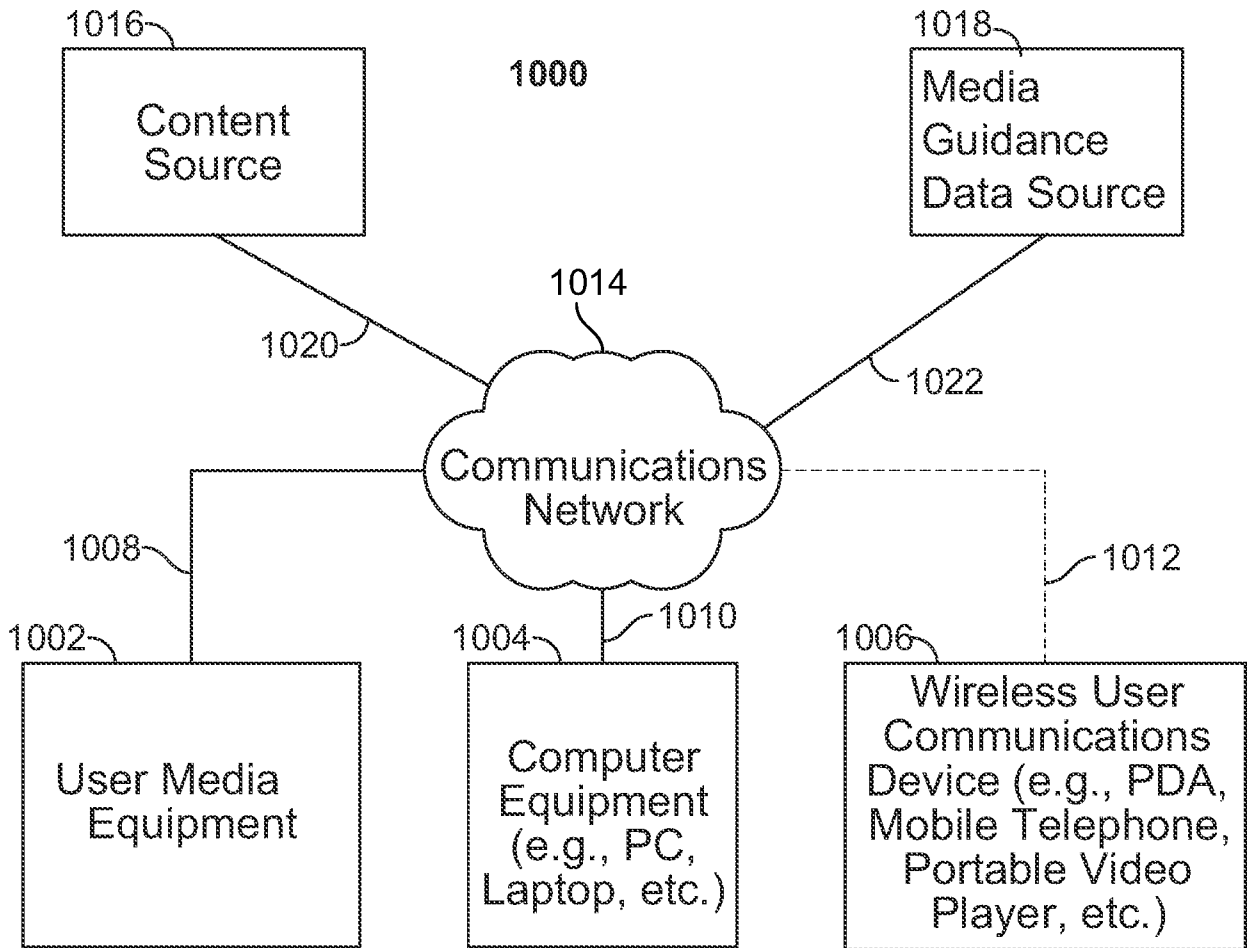 1016
1000
1018
Content
Source
Media
Guidance
Data Source
1014
1020
1022
Communications
Network
1008
1012
1002
1004
1010
1006
User Media
Equipment
Computer
Equipment
(e.g., PC,
Laptop, etc.)
Wireless User
Communications
Device (e.g., PDA,
Mobile Telephone,
Portable Video
Player, etc.)